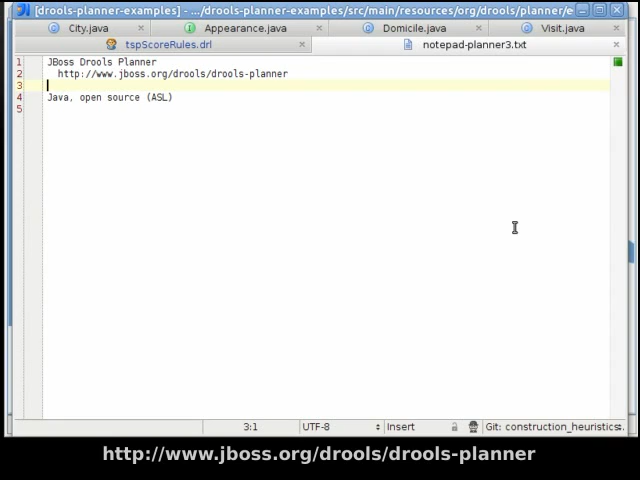 [drools-planner-examples] - .../drools-planner-examples/src/main/resources/org/drools/planner/e
City.java
Appearance.java
Domicile.java
Visit.java
tspScoreRules.drl
notepad-planner3.txt
1 JBoss Drools Planner
2 http://www.jboss.org/drools/drools-planner
3
4 Java, open source (ASL)
5
3:1 UTF-8 Insert Git: construction_heuristics.
http://www.jboss.org/drools/drools-planner